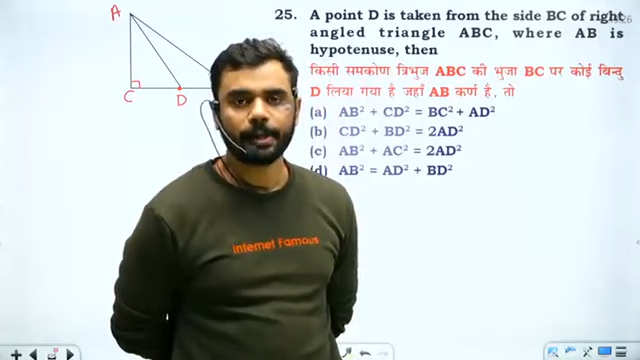 A
C
D
25. A point D is taken from the side BC of right
angled triangle ABC, where AB is
hypotenuse, then
किसी समकोण त्रिभुज ABC की भुजा BC पर कोई बिन्दु
D लिया गया है जहाँ AB कर्ण है, तो
(a) AB² + CD² = BC² + AD²
(b) CD² + BD² = 2AD²
(c) AB² + AC² = 2AD²
(d) AB² = AD² + BD²
Internet Famous